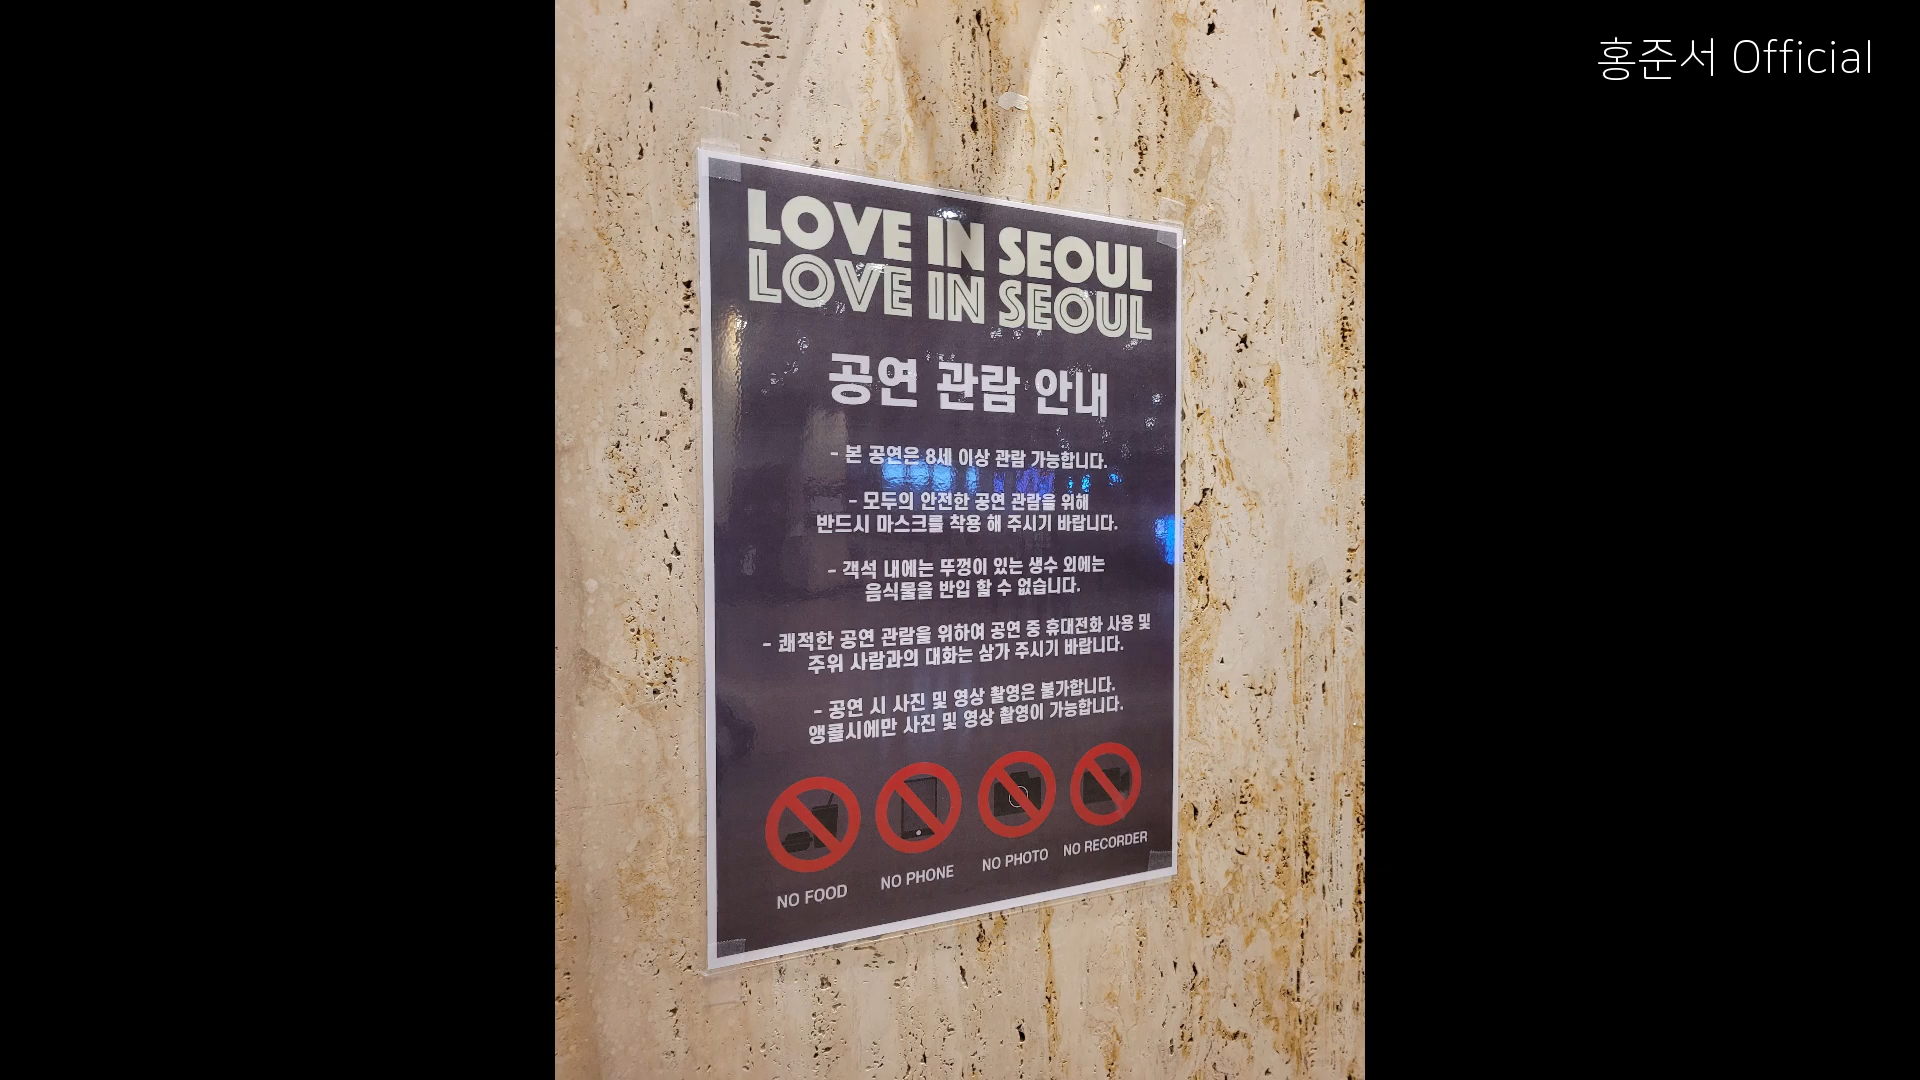 홍준서 Official
LOVE IN SEOUL
LOVE IN SEOUL
공연 관람 안내
- 본 공연은 8세 이상 관람 가능합니다.
- 모두의 안전한 공연 관람을 위해
반드시 마스크를 착용 해 주시기 바랍니다.
- 객석 내에는 뚜껑이 있는 생수 외에는
음식물을 반입 할 수 없습니다.
- 쾌적한 공연 관람을 위하여 공연 중 휴대전화 사용 및
주위 사람과의 대화는 삼가 주시기 바랍니다.
- 공연 시 사진 및 영상 촬영은 불가합니다.
앵콜시에만 사진 및 영상 촬영이 가능합니다.
NO FOOD NO PHONE NO PHOTO NO RECORDER